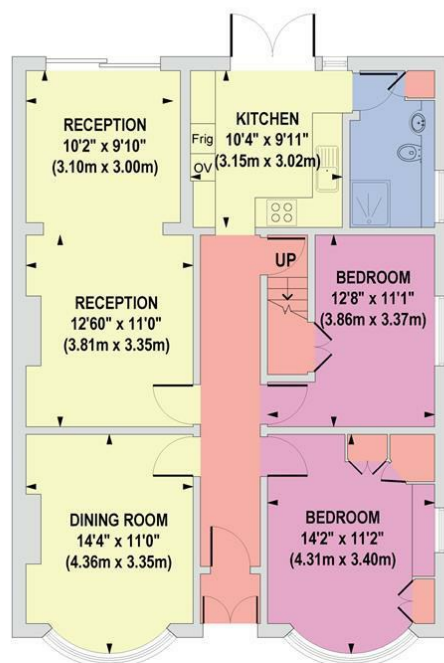 RECEPTION
10'2" x 9'10"
(3.10m x 3.00m)
KITCHEN
10'4" x 9'11"
(3.15m x 3.02m)
Frig
OV
RECEPTION
12'60" x 11'0"
(3.81m x 3.35m)
UP
BEDROOM
12'8" x 11'1"
(3.86m x 3.37m)
DINING ROOM
14'4" x 11'0"
(4.36m x 3.35m)
BEDROOM
14'2" x 11'2"
(4.31m x 3.40m)